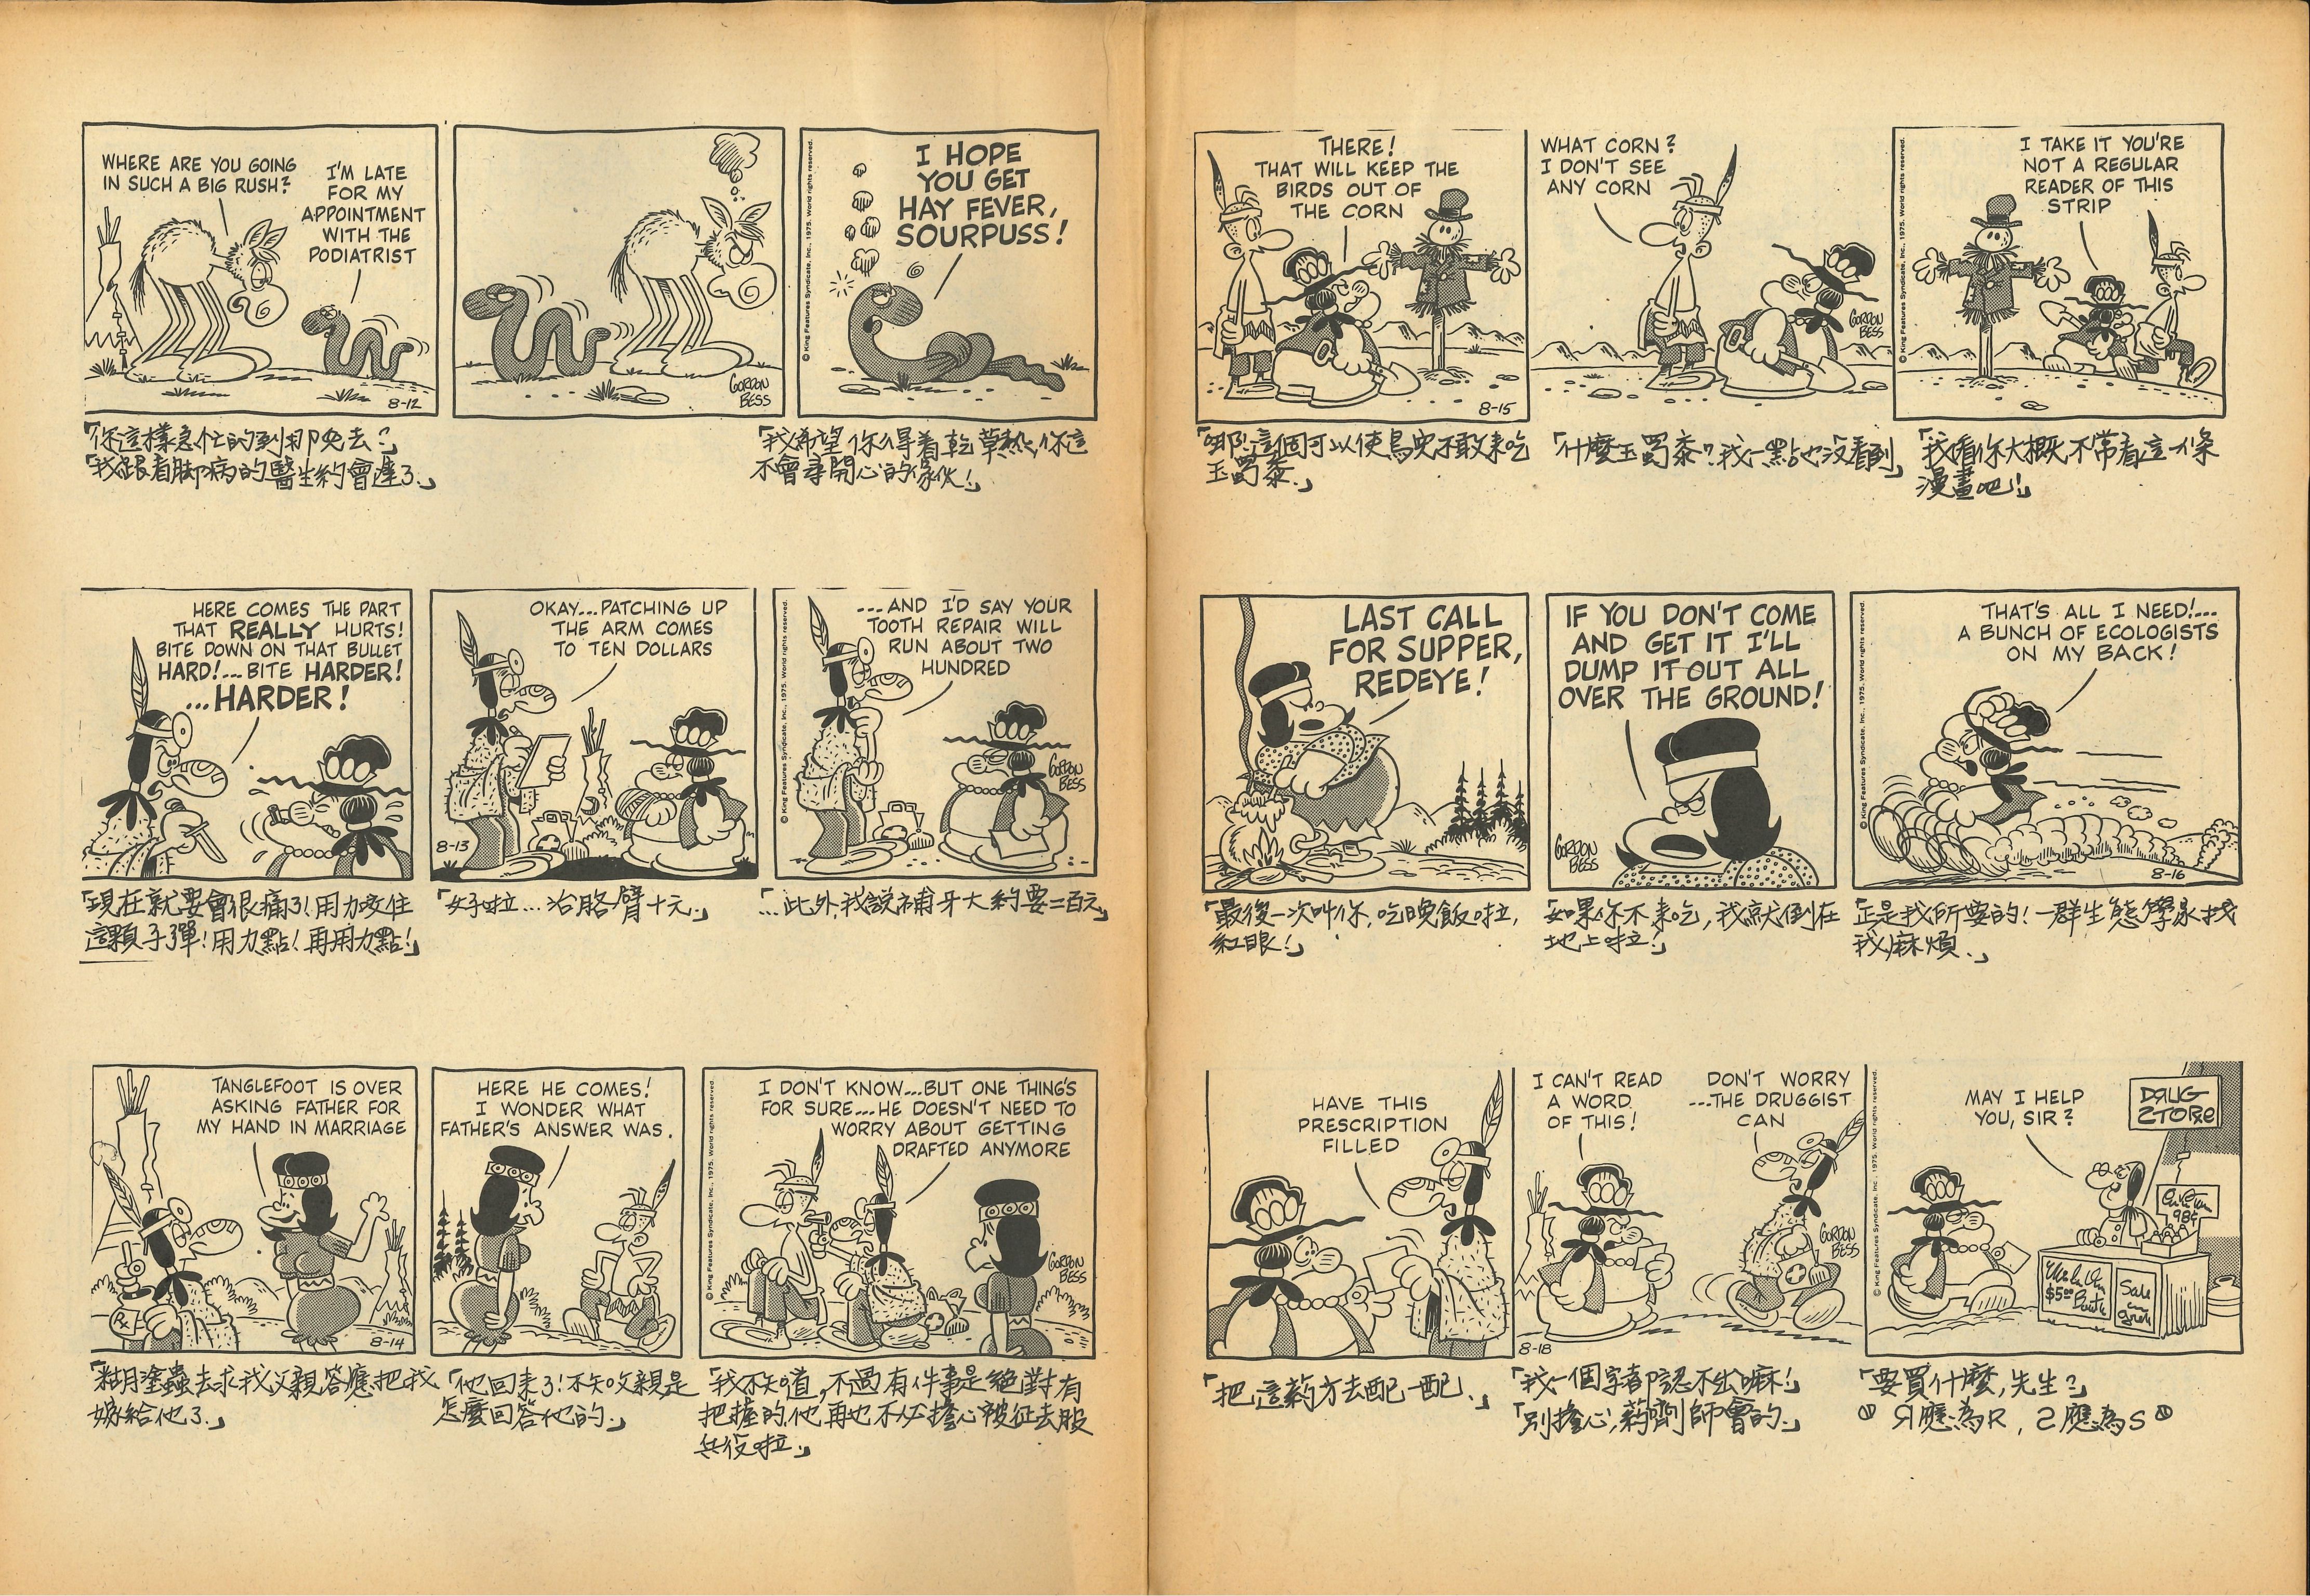 WHERE ARE YOU GOING
IN SUCH A BIG RUSH?
I'M LATE
FOR MY
APPOINTMENT
WITH THE
PODIATRIST
8-12
GORDON
BESS
© King Features Syndicate, Inc., 1975. World rights reserved.
I HOPE
YOU GET
HAY FEVER,
SOURPUSS!
「你這樣急忙的到那兒去?」
「我跟看脚病的醫生約會遲了.」
「我希望你得着乾草熱,你這
不會尋開心的傢伙!」
HERE COMES THE PART
THAT REALLY HURTS!
BITE DOWN ON THAT BULLET
HARD!...BITE HARDER!
...HARDER!
OKAY...PATCHING UP
THE ARM COMES
TO TEN DOLLARS
8-13
© King Features Syndicate, Inc., 1975. World rights reserved.
...AND I'D SAY YOUR
TOOTH REPAIR WILL
RUN ABOUT TWO
HUNDRED
GORDON
BESS
「現在就要會很痛了!用力咬住
這顆子彈!用力點!再用力點!」
「好啦...治胳臂十元.」
「...此外,我說補牙大約要二百元」
TANGLEFOOT IS OVER
ASKING FATHER FOR
MY HAND IN MARRIAGE
Rx
8-14
HERE HE COMES!
I WONDER WHAT
FATHER'S ANSWER WAS.
© King Features Syndicate, Inc., 1975. World rights reserved.
I DON'T KNOW...BUT ONE THING'S
FOR SURE...HE DOESN'T NEED TO
WORRY ABOUT GETTING
DRAFTED ANYMORE
GORDON
BESS
「糊塗蟲去求我父親答應把我
嫁給他了.」
「他回来了!不知父親是
怎麼回答他的.」
「我不知道,不過有件事是絕對有
把握的,他再也不必擔心被征去服
兵役啦.」
THERE!
THAT WILL KEEP THE
BIRDS OUT OF
THE CORN
8-15
WHAT CORN?
I DON'T SEE
ANY CORN
GORDON
BESS
© King Features Syndicate, Inc., 1975. World rights reserved.
I TAKE IT YOU'RE
NOT A REGULAR
READER OF THIS
STRIP
「哪!這個可以使鳥兒不敢来吃
玉蜀黍.」
「什麼玉蜀黍?我一點也没看到」
「我看你大概不常看這一條
漫畫吧!」
LAST CALL
FOR SUPPER,
REDEYE!
IF YOU DON'T COME
AND GET IT I'LL
DUMP IT OUT ALL
OVER THE GROUND!
GORDON
BESS
© King Features Syndicate, Inc., 1975. World rights reserved.
THAT'S ALL I NEED!...
A BUNCH OF ECOLOGISTS
ON MY BACK!
8-16
「最後一次叫你,吃晚飯啦,
紅眼!」
「如果你不来吃,我就倒在
地上啦!」
「正是我所要的!一群生態學家找
我麻煩.」
HAVE THIS
PRESCRIPTION
FILLED
8-18
I CAN'T READ
A WORD
OF THIS!
DON'T WORRY
...THE DRUGGIST
CAN
GORDON
BESS
© King Features Syndicate, Inc., 1975. World rights reserved.
MAY I HELP
YOU, SIR?
DЯUG
ƧTOЯe
98¢
$5.00
Sale
「把這药方去配一配.」
「我一個字都認不出嘛!」
「別擔心,葯劑師會的.」
「要買什麼,先生?」
Я應為R, Ƨ應為S